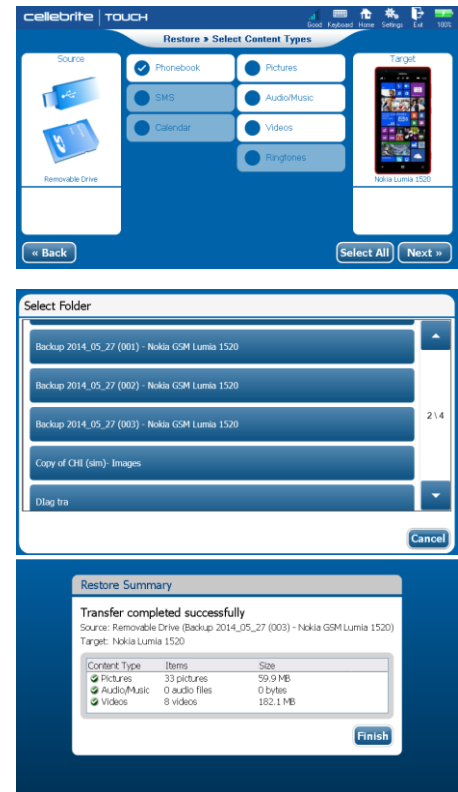 cellebrite TOUCH
Good Keyboard Home Settings Exit 100%
Restore » Select Content Types
Source
Target
Phonebook
Pictures
SMS
Audio/Music
Calendar
Videos
Ringtones
Removable Drive
Nokia Lumia 1520
« Back
Select All
Next »
Select Folder
Backup 2014_05_27 (001) - Nokia GSM Lumia 1520
Backup 2014_05_27 (002) - Nokia GSM Lumia 1520
Backup 2014_05_27 (003) - Nokia GSM Lumia 1520
2\4
Copy of CHI (sim)- Images
DIag tra
Cancel
Restore Summary
Transfer completed successfully
Source: Removable Drive (Backup 2014_05_27 (003) - Nokia GSM Lumia 1520)
Target: Nokia Lumia 1520
Content Type Items Size
Pictures 33 pictures 59.9 MB
Audio/Music 0 audio files 0 bytes
Videos 8 videos 182.1 MB
Finish